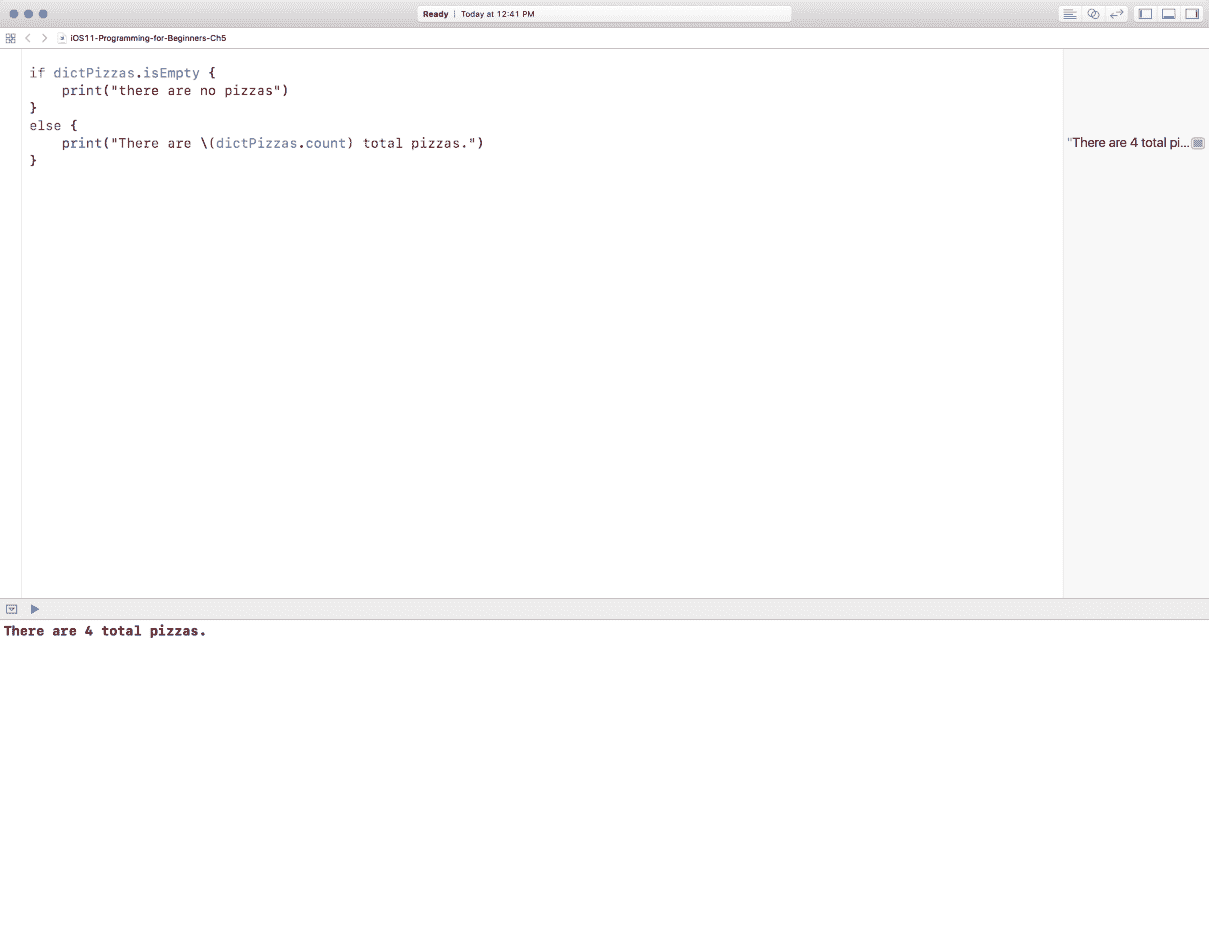 Ready | Today at 12:41 PM
iOS11-Programming-for-Beginners-Ch5
if dictPizzas.isEmpty {
    print("there are no pizzas")
}
else {
    print("There are \(dictPizzas.count) total pizzas.")
}
"There are 4 total pi...
There are 4 total pizzas.